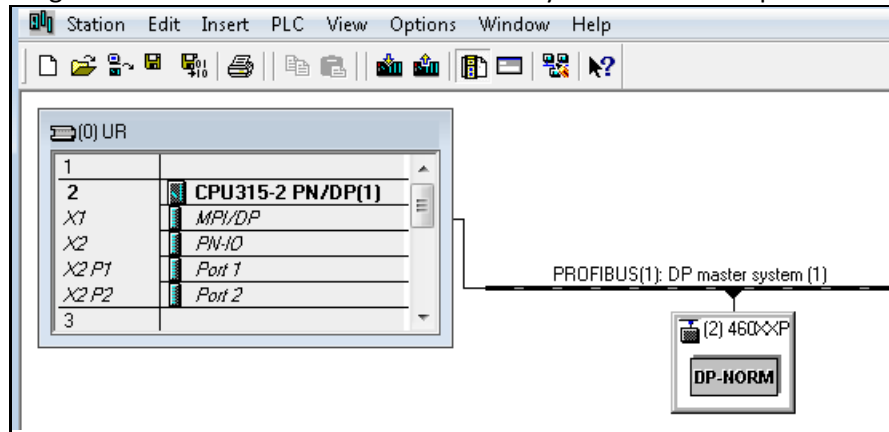 Station Edit Insert PLC View Options Window Help
(0) UR
1
2 CPU315-2 PN/DP(1)
X1 MPI/DP
X2 PN-IO
X2 P1 Port 1
X2 P2 Port 2
3
PROFIBUS(1): DP master system (1)
(2) 460XXP
DP-NORM